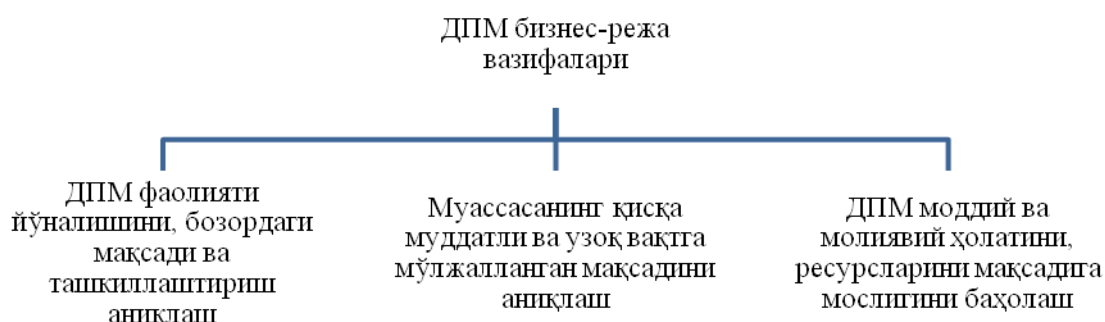 ДПМ бизнес-режа
вазифалари
ДПМ фаолияти
йўналишини, бозордаги
мақсади ва
ташкиллаштириш
аниқлаш
Муассасанинг қисқа
муддатли ва узоқ вақтга
мўлжалланган мақсадини
аниқлаш
ДПМ моддий ва
молиявий ҳолатини,
ресурсларини мақсадига
мослигини баҳолаш